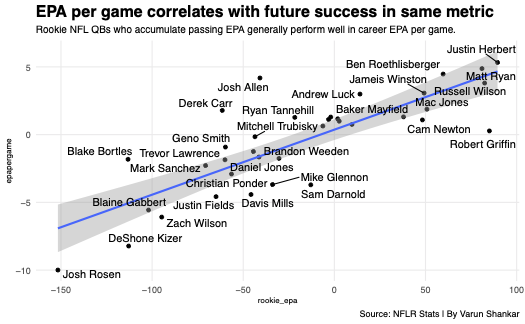 EPA per game correlates with future success in same metric
Rookie NFL QBs who accumulate passing EPA generally perform well in career EPA per game.
Justin Herbert
Ben Roethlisberger
Matt Ryan
Jameis Winston
Josh Allen
Andrew Luck
Russell Wilson
Derek Carr
Ryan Tannehill
Baker Mayfield
Mac Jones
Mitchell Trubisky
Cam Newton
Geno Smith
Robert Griffin
Blake Bortles
Trevor Lawrence
Brandon Weeden
Mark Sanchez
Daniel Jones
Christian Ponder
Mike Glennon
Sam Darnold
Blaine Gabbert
Justin Fields
Davis Mills
Zach Wilson
DeShone Kizer
Josh Rosen
5
0
−5
−10
epapergame
−150
−100
−50
0
50
100
rookie_epa
Source: NFLR Stats | By Varun Shankar